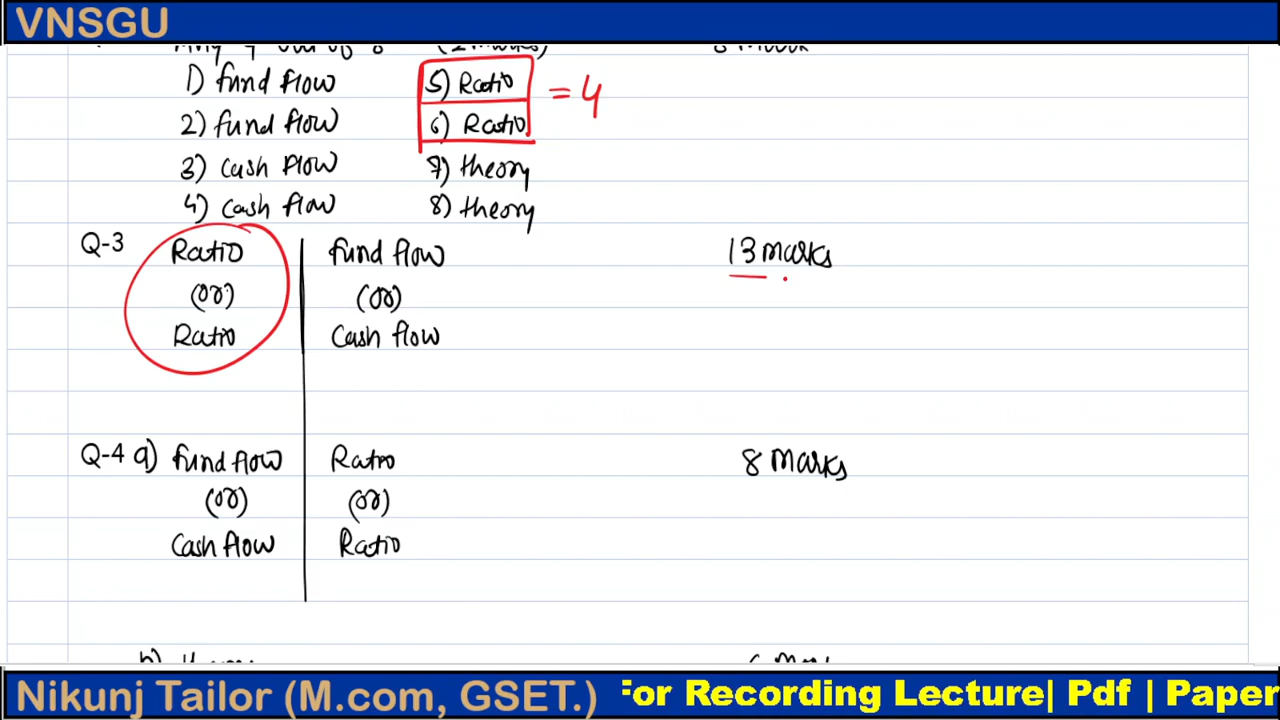 VNSGU
1) fund flow 5) Ratio = 4
2) fund flow 6) Ratio
3) Cash Flow 7) theory
4) Cash flow 8) theory
Q-3 Ratio fund flow 13 marks
(or) (or)
Ratio Cash flow
Q-4 a) fund flow Ratio 8 Marks
(or) (or)
Cash flow Ratio
Nikunj Tailor (M.com, GSET.) For Recording Lecture| Pdf | Paper